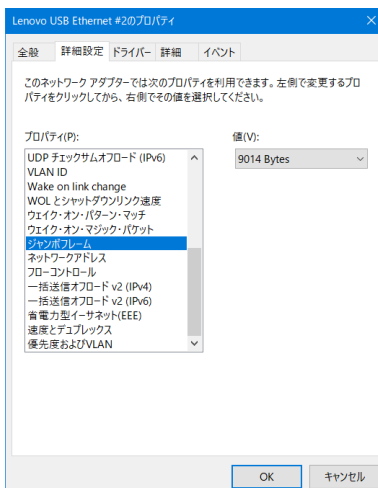 Lenovo USB Ethernet #2のプロパティ
全般 詳細設定 ドライバー 詳細 イベント
このネットワーク アダプターでは次のプロパティを利用できます。左側で変更するプロ
パティをクリックしてから、右側でその値を選択してください。
プロパティ(P):
値(V):
UDP チェックサムオフロード (IPv6)
VLAN ID
Wake on link change
WOL とシャットダウンリンク速度
ウェイク・オン・パターン・マッチ
ウェイク・オン・マジック・パケット
ジャンボフレーム
ネットワークアドレス
フローコントロール
一括送信オフロード v2 (IPv4)
一括送信オフロード v2 (IPv6)
省電力型イーサネット(EEE)
速度とデュプレックス
優先度およびVLAN
9014 Bytes
OK
キャンセル